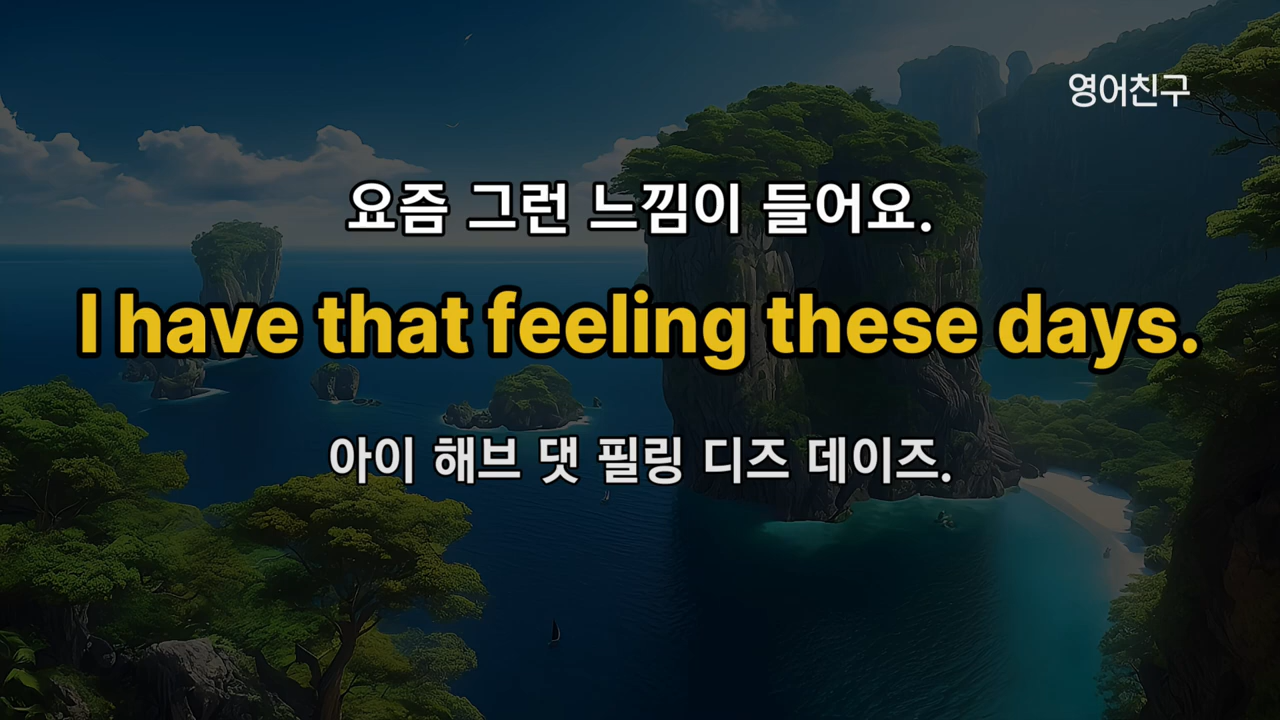 영어친구
요즘 그런 느낌이 들어요.
I have that feeling these days.
아이 해브 댓 필링 디즈 데이즈.